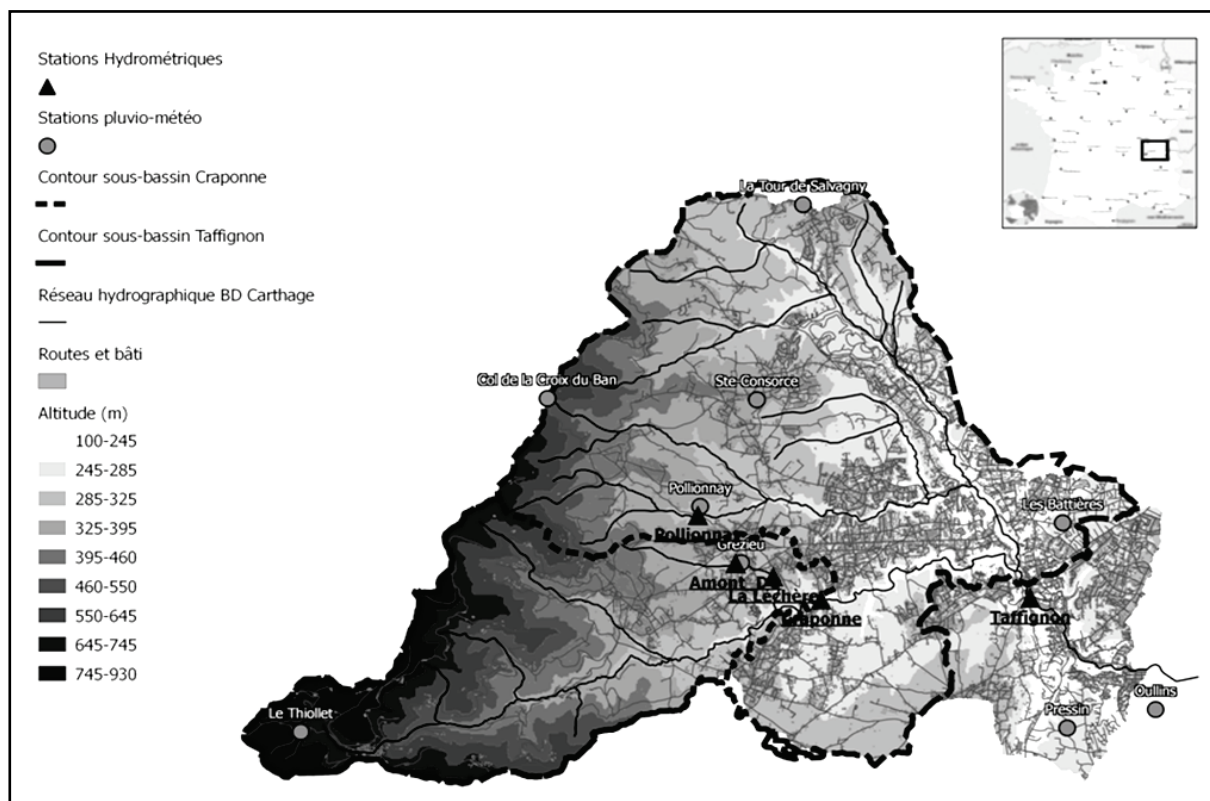 Stations Hydrométriques
Stations pluvio-météo
Contour sous-bassin Craponne
Contour sous-bassin Taffignon
Réseau hydrographique BD Carthage
Routes et bâti
Altitude (m)
100-245
245-285
285-325
325-395
395-460
460-550
550-645
645-745
745-930
La Tour de Salvagny
Col de la Croix du Ban
Ste-Consorce
Pollionnay
Les Battières
Pollionnay
Grézieu
Amont_D
La Léchère
Craponne
Taffignon
Oullins
Le Thiollet
Pressin